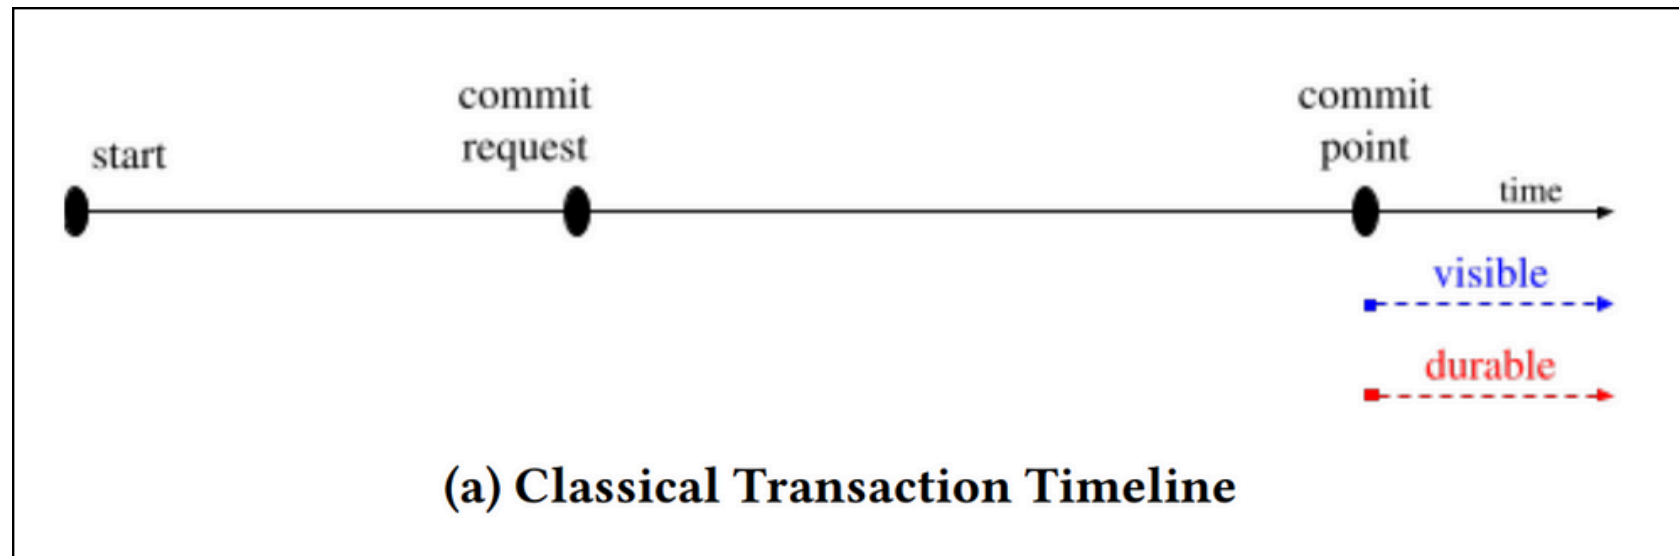 start
commit
request
commit
point
time
visible
durable
(a) Classical Transaction Timeline